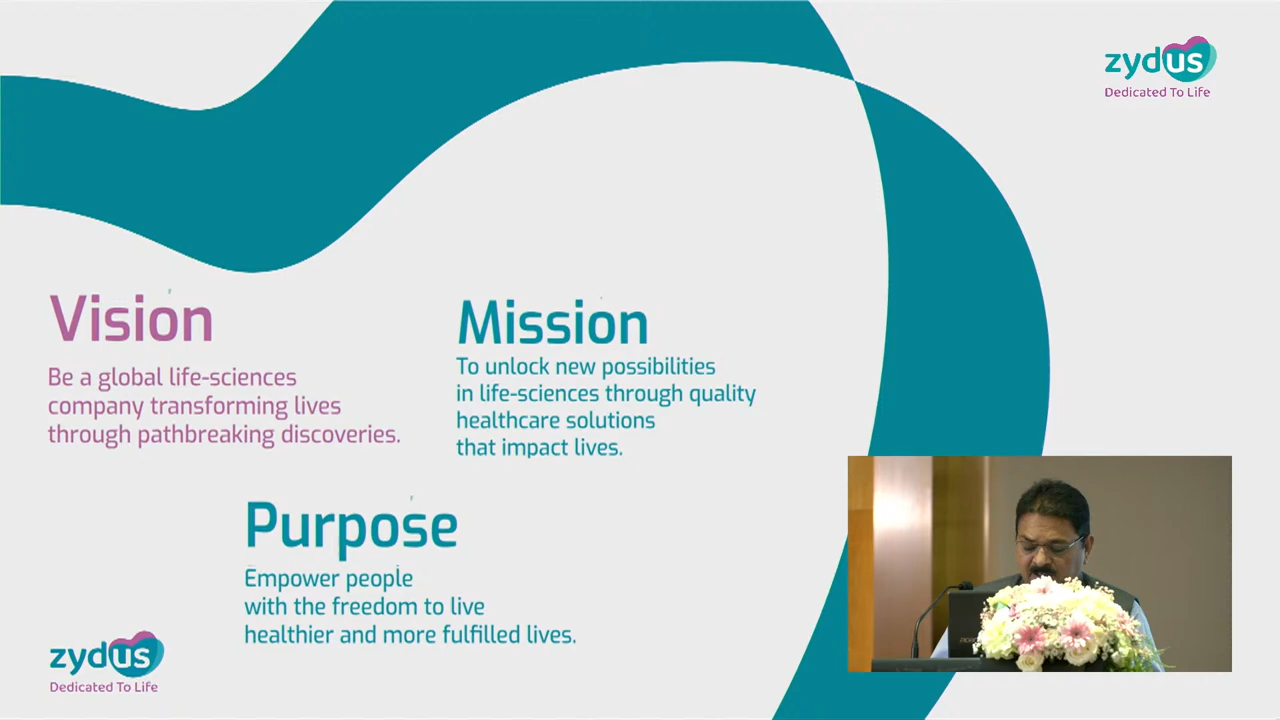 zydus
Dedicated To Life
Vision
Be a global life-sciences
company transforming lives
through pathbreaking discoveries.
Mission
To unlock new possibilities
in life-sciences through quality
healthcare solutions
that impact lives.
Purpose
Empower people
with the freedom to live
healthier and more fulfilled lives.
zydus
Dedicated To Life